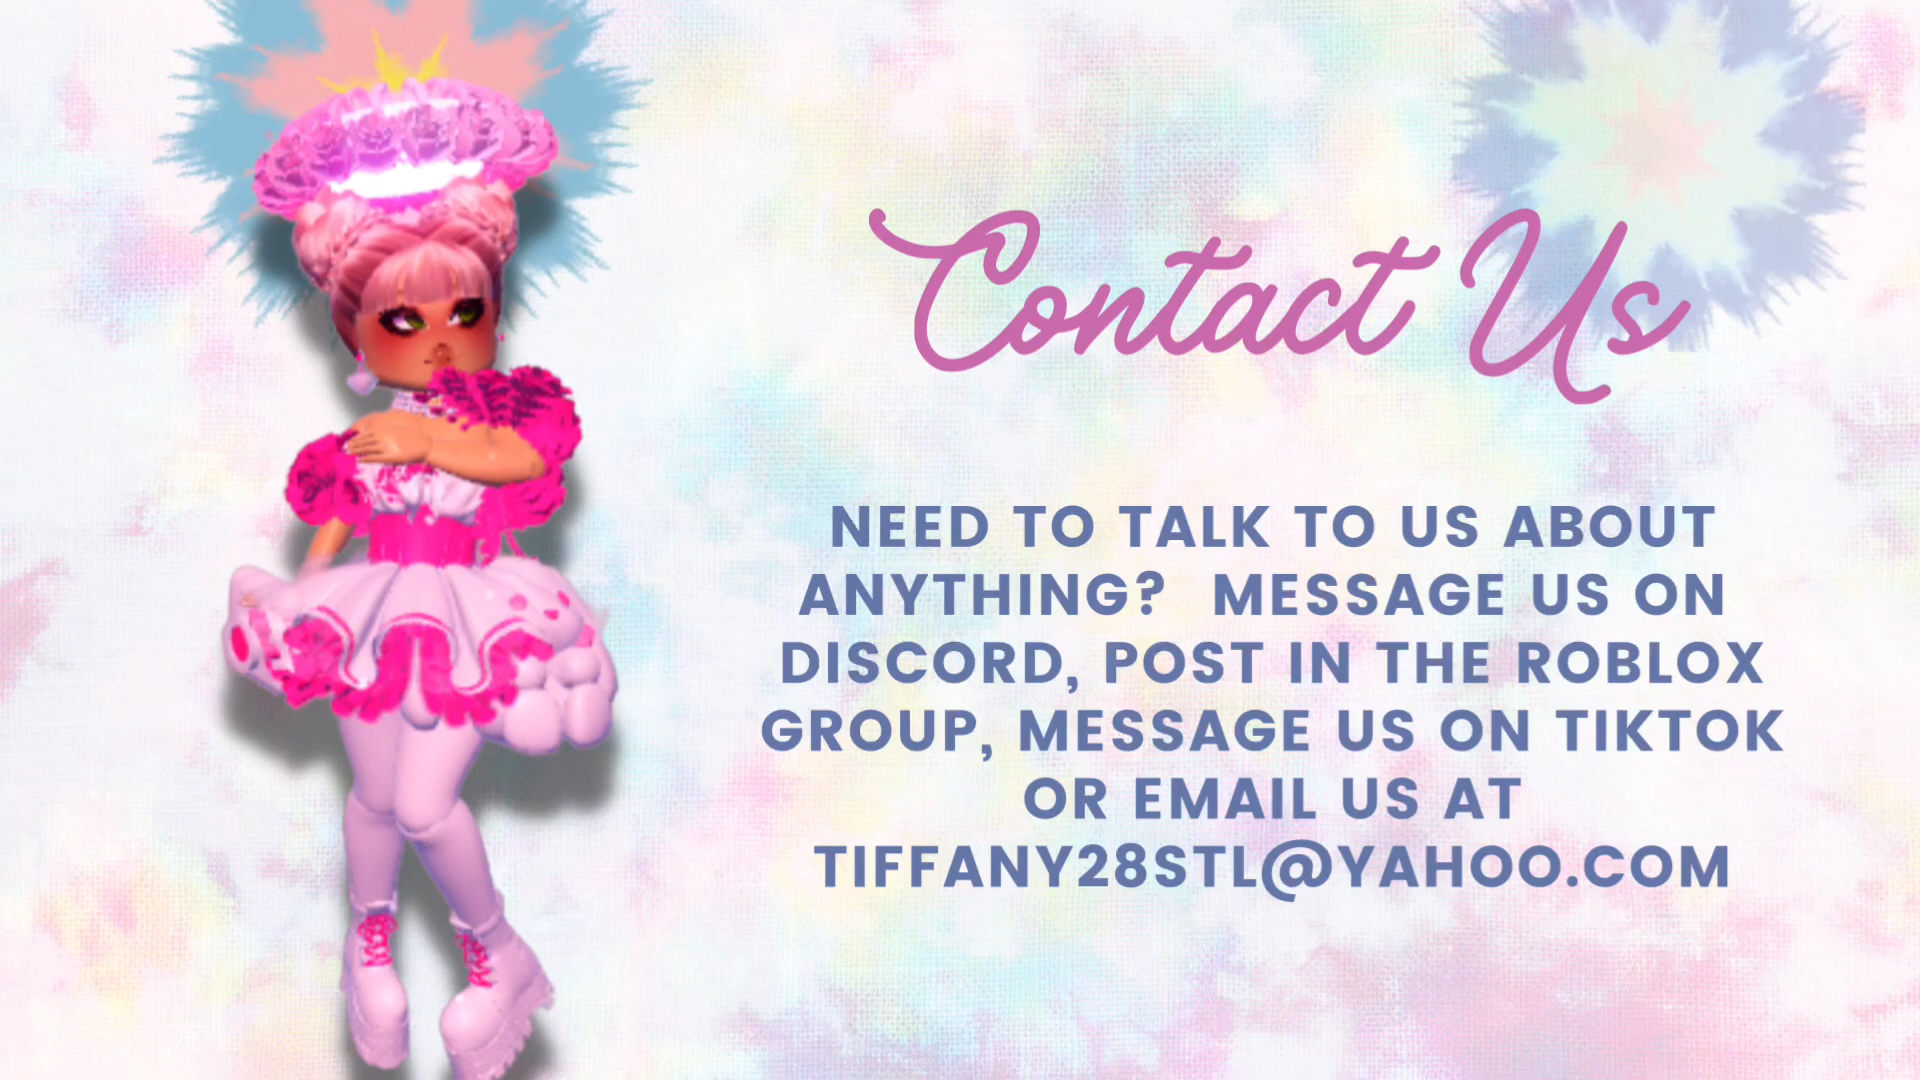 Contact Us
NEED TO TALK TO US ABOUT
ANYTHING?  MESSAGE US ON
DISCORD, POST IN THE ROBLOX
GROUP, MESSAGE US ON TIKTOK
OR EMAIL US AT
TIFFANY28STL@YAHOO.COM